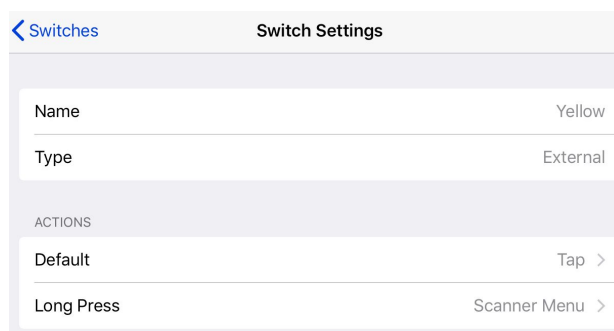 Switches Switch Settings
Name Yellow
Type External
ACTIONS
Default Tap
Long Press Scanner Menu